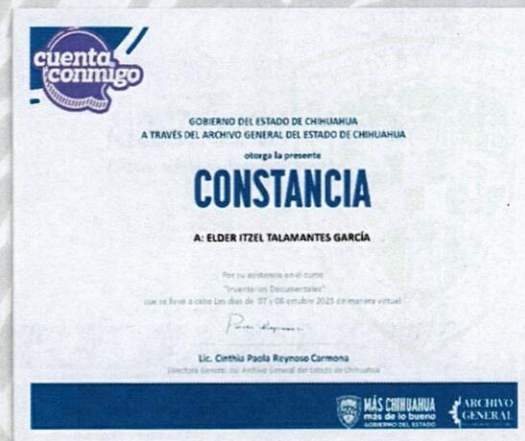 cuenta
conmigo
GOBIERNO DEL ESTADO DE CHIHUAHUA
A TRAVÉS DEL ARCHIVO GENERAL DEL ESTADO DE CHIHUAHUA
otorga la presente
CONSTANCIA
A: ELDER ITZEL TALAMANTES GARCÍA
Por su asistencia en el curso
"Inventarios Documentales"
que se llevó a cabo los días de 07 y 08 octubre 2025 de manera virtual
Lic. Cinthia Paola Reynoso Carmona
Directora General del Archivo General del Estado de Chihuahua
MÁS CHIHUAHUA
más de lo bueno
GOBIERNO DEL ESTADO
ARCHIVO
GENERAL